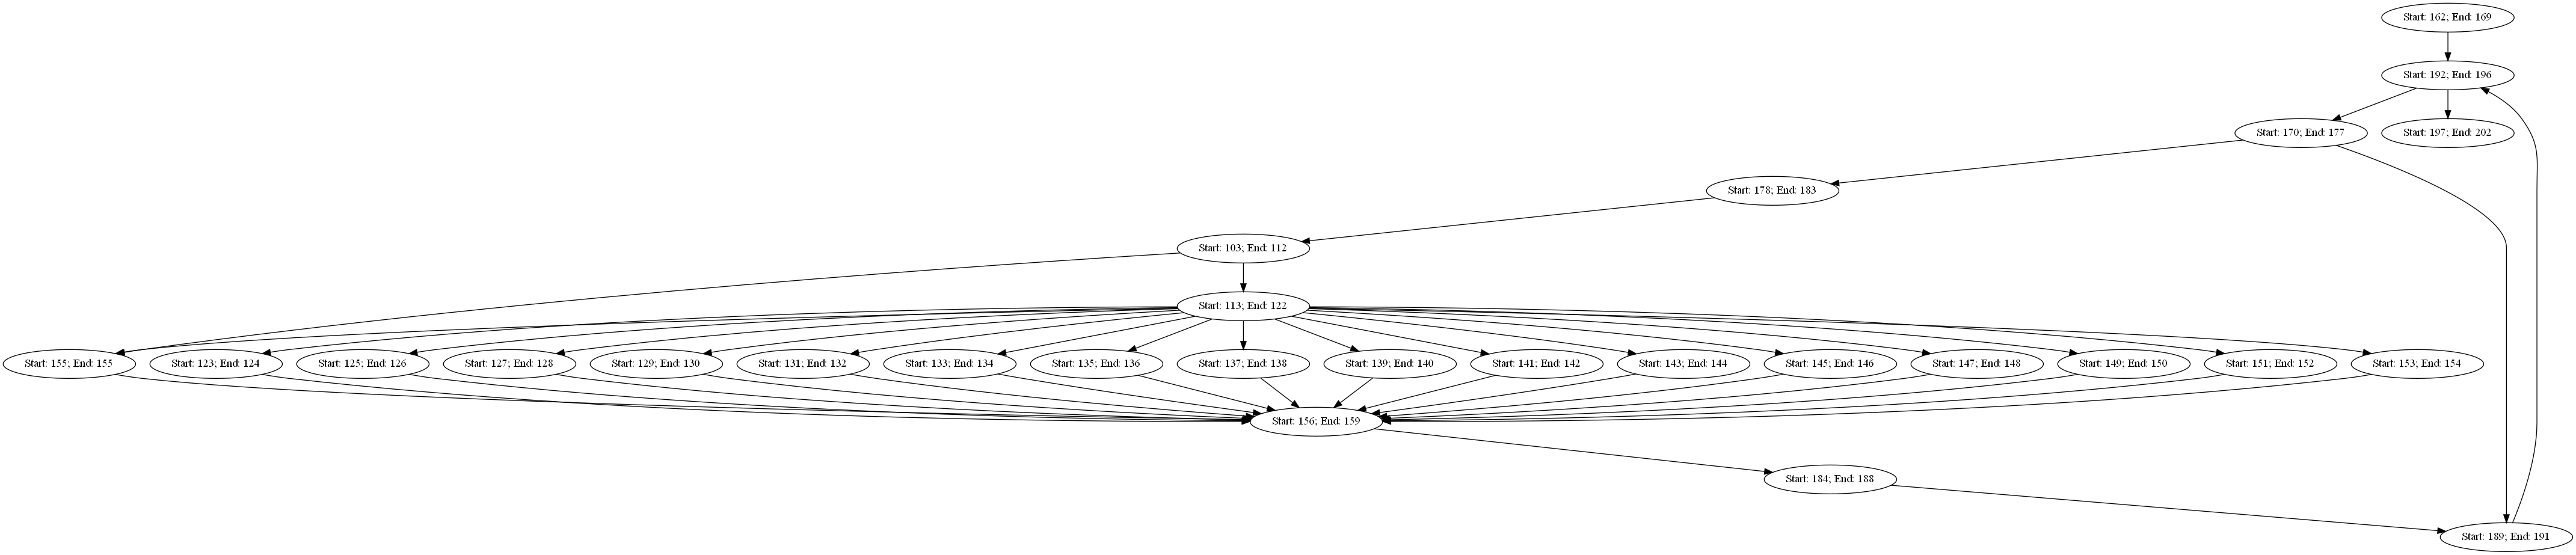 Start: 162; End: 169
Start: 192; End: 196
Start: 170; End: 177
Start: 197; End: 202
Start: 178; End: 183
Start: 103; End: 112
Start: 113; End: 122
Start: 155; End: 155
Start: 123; End: 124
Start: 125; End: 126
Start: 127; End: 128
Start: 129; End: 130
Start: 131; End: 132
Start: 133; End: 134
Start: 135; End: 136
Start: 137; End: 138
Start: 139; End: 140
Start: 141; End: 142
Start: 143; End: 144
Start: 145; End: 146
Start: 147; End: 148
Start: 149; End: 150
Start: 151; End: 152
Start: 153; End: 154
Start: 156; End: 159
Start: 184; End: 188
Start: 189; End: 191